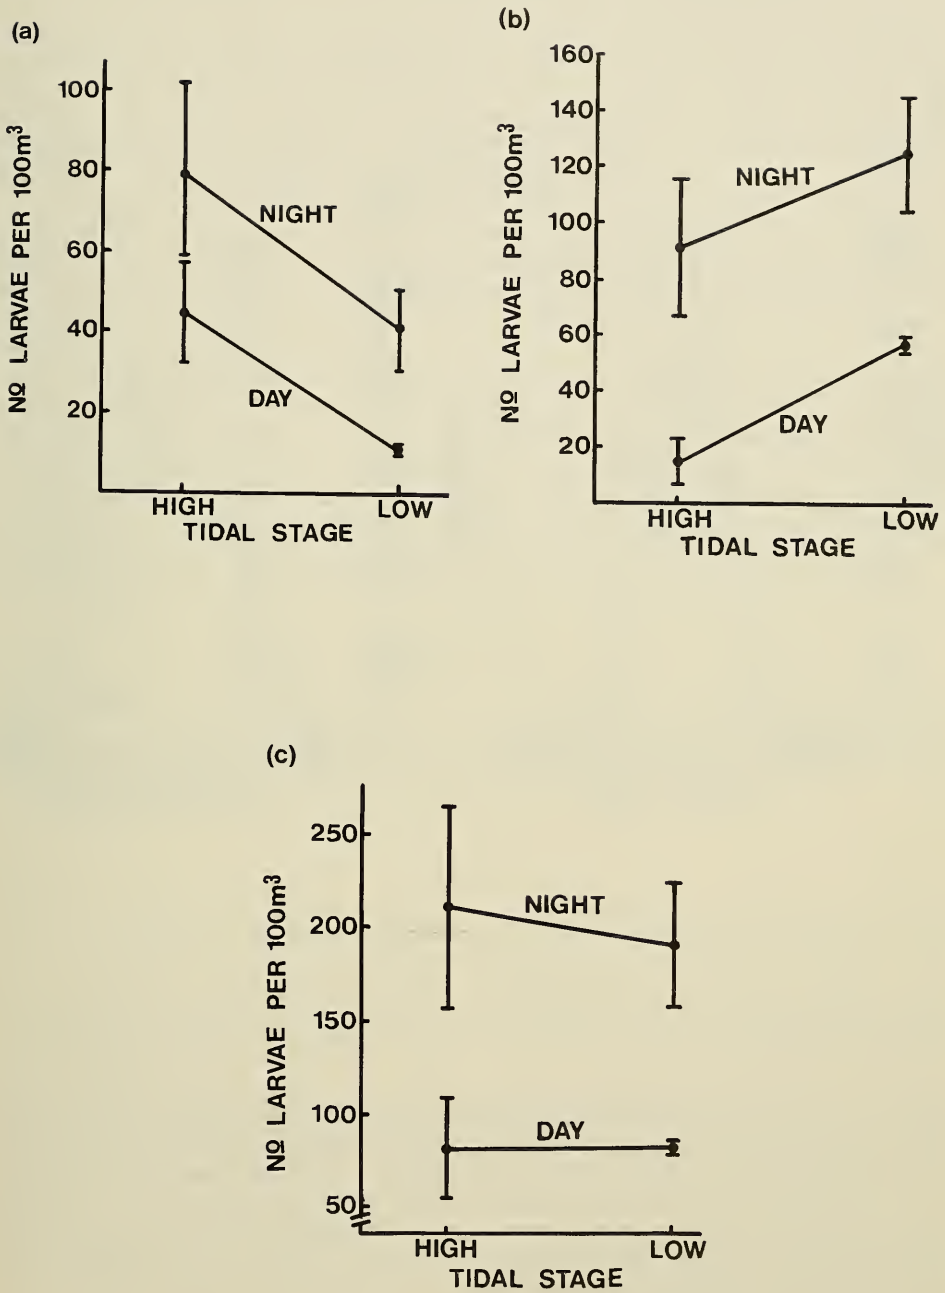 (a)
Nº LARVAE PER 100m³
100
80
60
40
20
NIGHT
DAY
HIGH
LOW
TIDAL STAGE
(b)
Nº LARVAE PER 100m³
160
140
120
100
80
60
40
20
NIGHT
DAY
HIGH
LOW
TIDAL STAGE
(c)
Nº LARVAE PER 100m³
250
200
150
100
50
NIGHT
DAY
HIGH
LOW
TIDAL STAGE